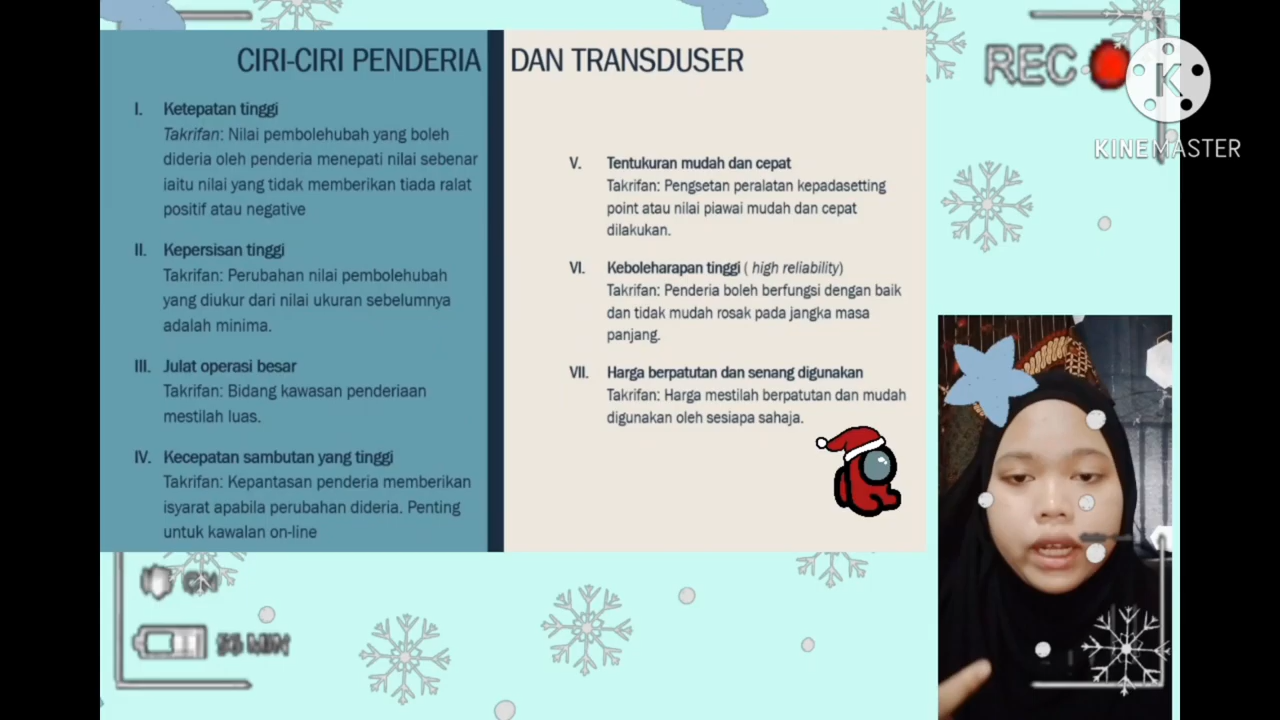 CIRI-CIRI PENDERIA DAN TRANSDUSER
I. Ketepatan tinggi
Takrifan: Nilai pembolehubah yang boleh
dideria oleh penderia menepati nilai sebenar
iaitu nilai yang tidak memberikan tiada ralat
positif atau negative
II. Kepersisan tinggi
Takrifan: Perubahan nilai pembolehubah
yang diukur dari nilai ukuran sebelumnya
adalah minima.
III. Julat operasi besar
Takrifan: Bidang kawasan penderiaan
mestilah luas.
IV. Kecepatan sambutan yang tinggi
Takrifan: Kepantasan penderia memberikan
isyarat apabila perubahan dideria. Penting
untuk kawalan on-line
V. Tentukuran mudah dan cepat
Takrifan: Pengsetan peralatan kepadasetting
point atau nilai piawai mudah dan cepat
dilakukan.
VI. Keboleharapan tinggi ( high reliability)
Takrifan: Penderia boleh berfungsi dengan baik
dan tidak mudah rosak pada jangka masa
panjang.
VII. Harga berpatutan dan senang digunakan
Takrifan: Harga mestilah berpatutan dan mudah
digunakan oleh sesiapa sahaja.
REC
K
KINEMASTER
ON
55 MIN